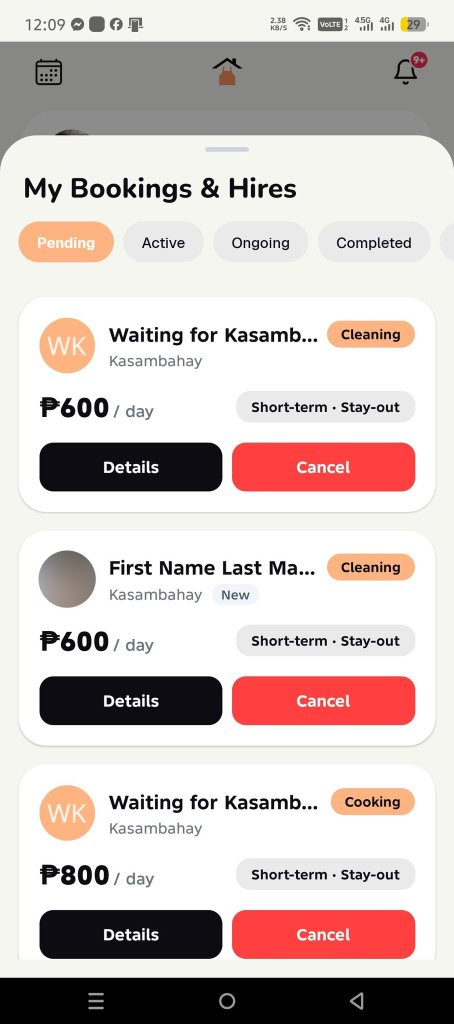 12:09 2.38 KB/S VoLTE 1 2 4.5G 4G 29
9+
My Bookings & Hires
Pending Active Ongoing Completed
WK Waiting for Kasamb... Cleaning
Kasambahay
₱600 / day Short-term · Stay-out
Details Cancel
First Name Last Ma... Cleaning
Kasambahay New
₱600 / day Short-term · Stay-out
Details Cancel
WK Waiting for Kasamb... Cooking
Kasambahay
₱800 / day Short-term · Stay-out
Details Cancel